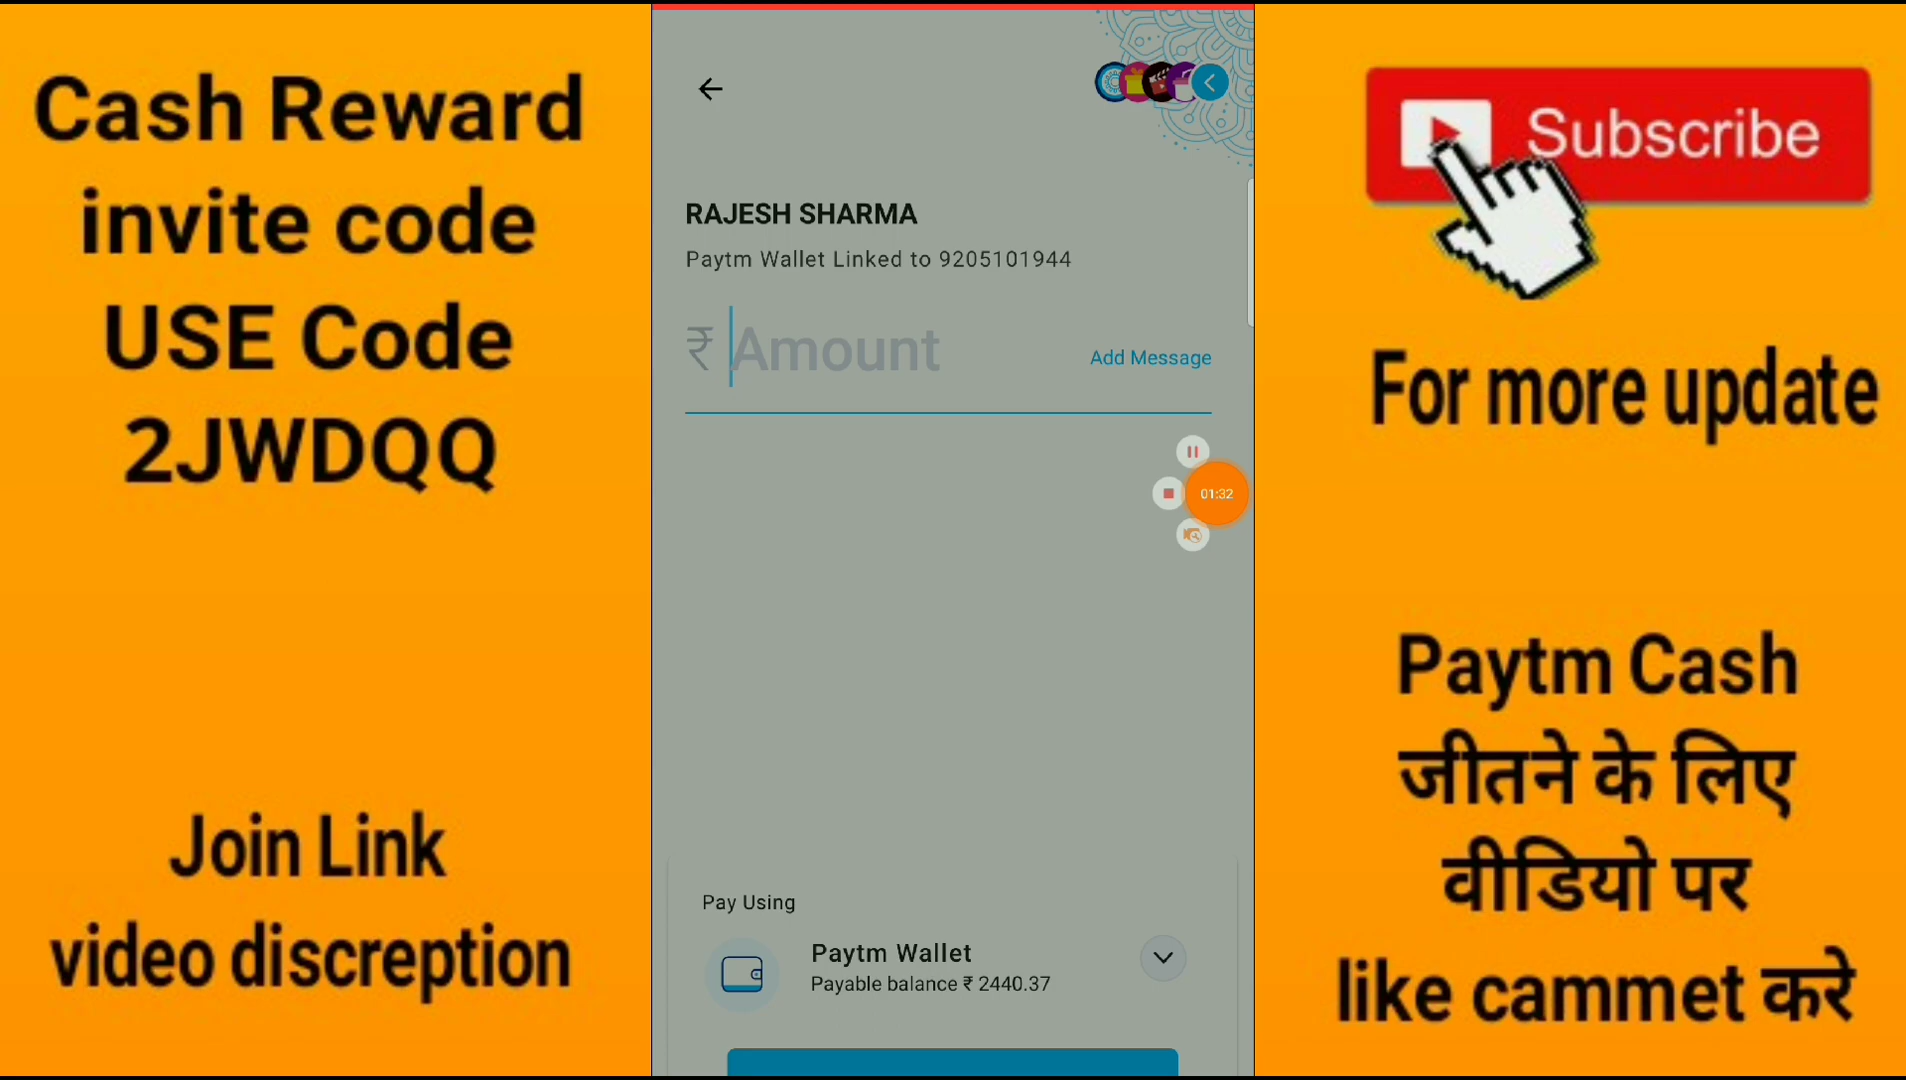 Cash Reward
invite code
USE Code
2JWDQQ
Join Link
video discreption
RAJESH SHARMA
Paytm Wallet Linked to 9205101944
₹ Amount
Add Message
01:32
Pay Using
Paytm Wallet
Payable balance ₹ 2440.37
Subscribe
For more update
Paytm Cash
जीतने के लिए
वीडियो पर
like cammet करे